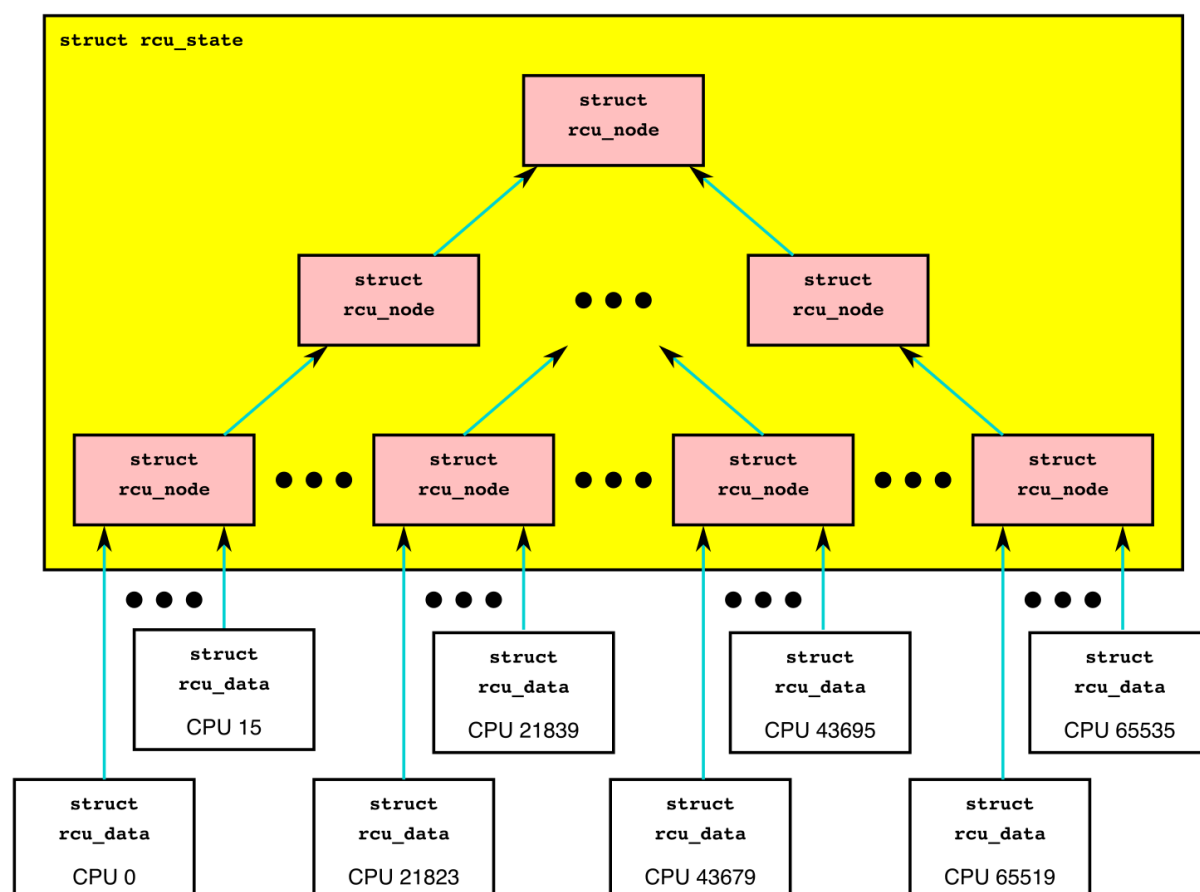 struct rcu_state
struct
rcu_node
struct
rcu_node
struct
rcu_node
struct
rcu_node
struct
rcu_node
struct
rcu_node
struct
rcu_node
struct
rcu_data
CPU 15
struct
rcu_data
CPU 21839
struct
rcu_data
CPU 43695
struct
rcu_data
CPU 65535
struct
rcu_data
CPU 0
struct
rcu_data
CPU 21823
struct
rcu_data
CPU 43679
struct
rcu_data
CPU 65519